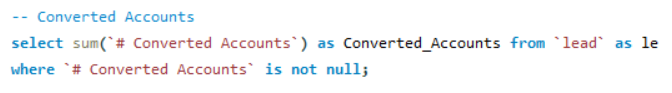 -- Converted Accounts
select sum(`# Converted Accounts`) as Converted_Accounts from `lead` as le
where `# Converted Accounts` is not null;